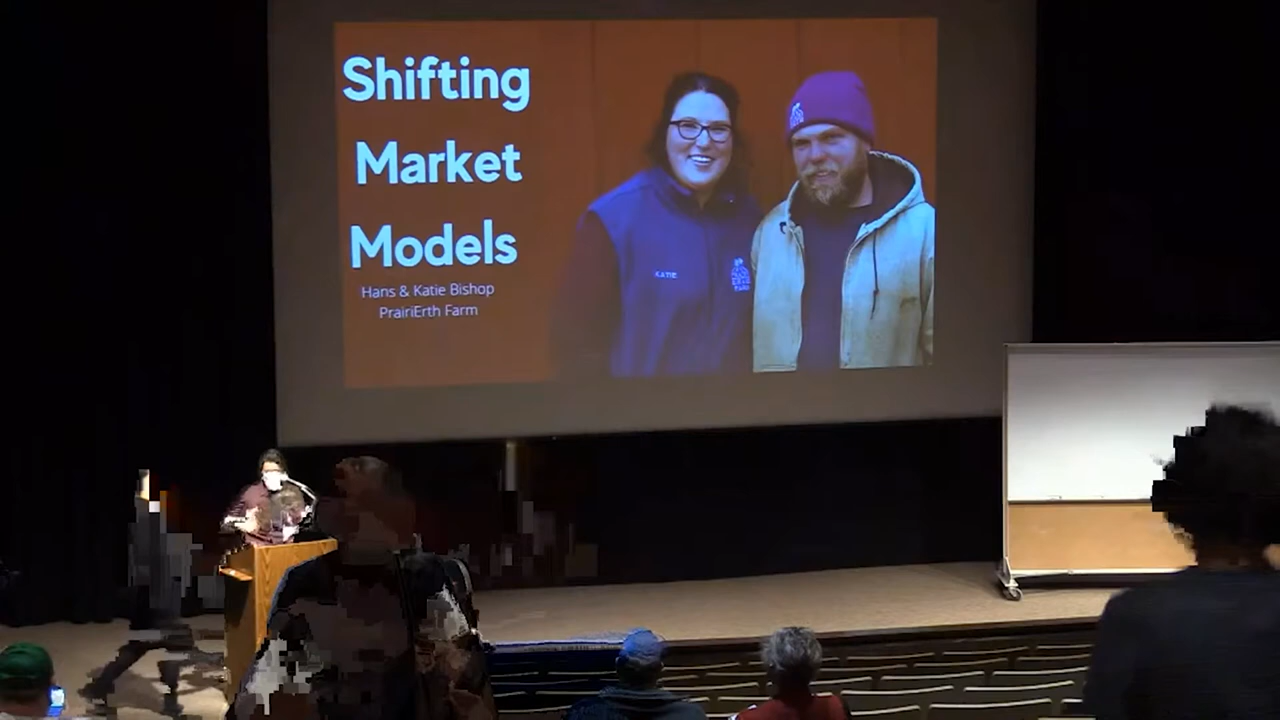 Shifting
Market
Models
Hans & Katie Bishop
PrairiErth Farm
KATIE